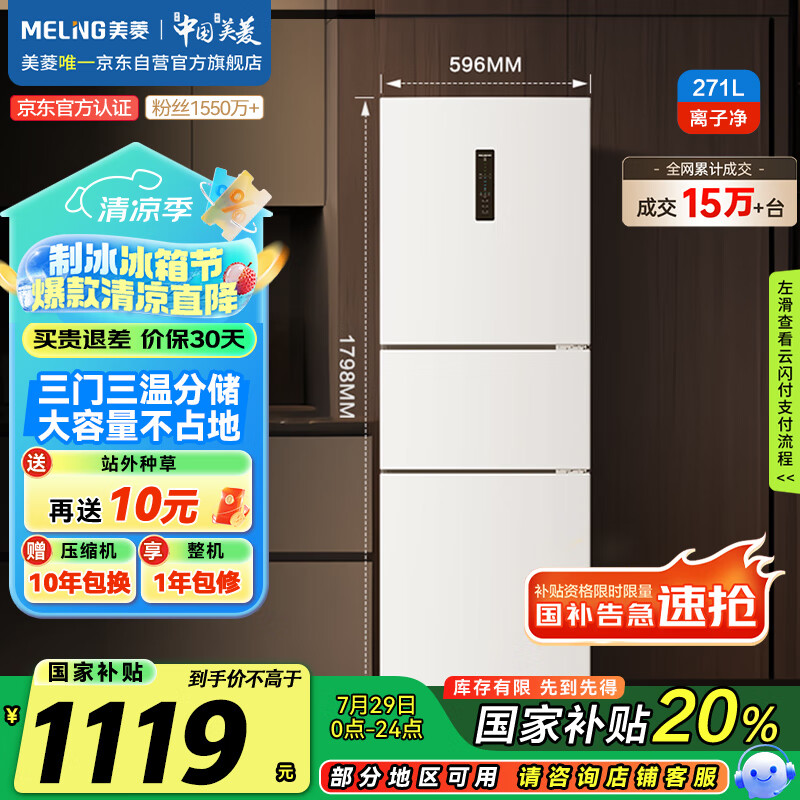 MELING美菱 中国美菱
美菱唯一京东自营官方旗舰店
京东官方认证 粉丝1550万+
596MM
1798MM
271L
离子净
全网累计成交
成交15万+台
左滑查看云闪付支付流程<<
清凉季
制冰冰箱节
爆款清凉直降
买贵退差 价保30天
三门三温分储
大容量不占地
送 站外种草
再送10元
赠 压缩机
10年包换
享 整机
1年包修
补贴资格限时限量
国补告急 速抢
国家补贴 到手价不高于
¥1119元
7月29日
0点-24点
库存有限 先到先得
国家补贴20%
部分地区可用 请咨询店铺客服